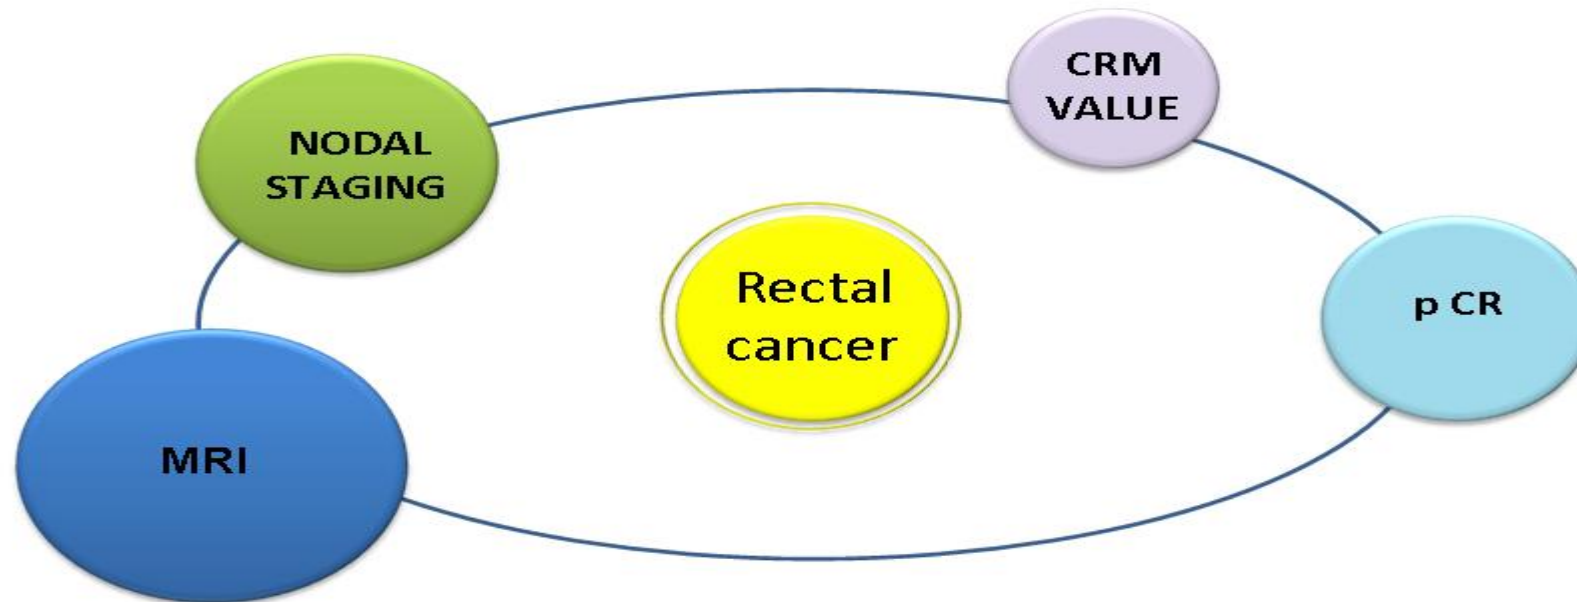 NODAL
STAGING
CRM
VALUE
Rectal
cancer
p CR
MRI